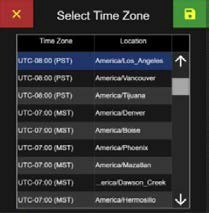 Select Time Zone
Time Zone Location
UTC-08:00 (PST) America/Los_Angeles
UTC-08:00 (PST) America/Vancouver
UTC-08:00 (PST) America/Tijuana
UTC-07:00 (MST) America/Denver
UTC-07:00 (MST) America/Boise
UTC-07:00 (MST) America/Phoenix
UTC-07:00 (MST) America/Mazatlan
UTC-07:00 (MST) ...erica/Dawson_Creek
UTC-07:00 (MST) America/Hermosillo